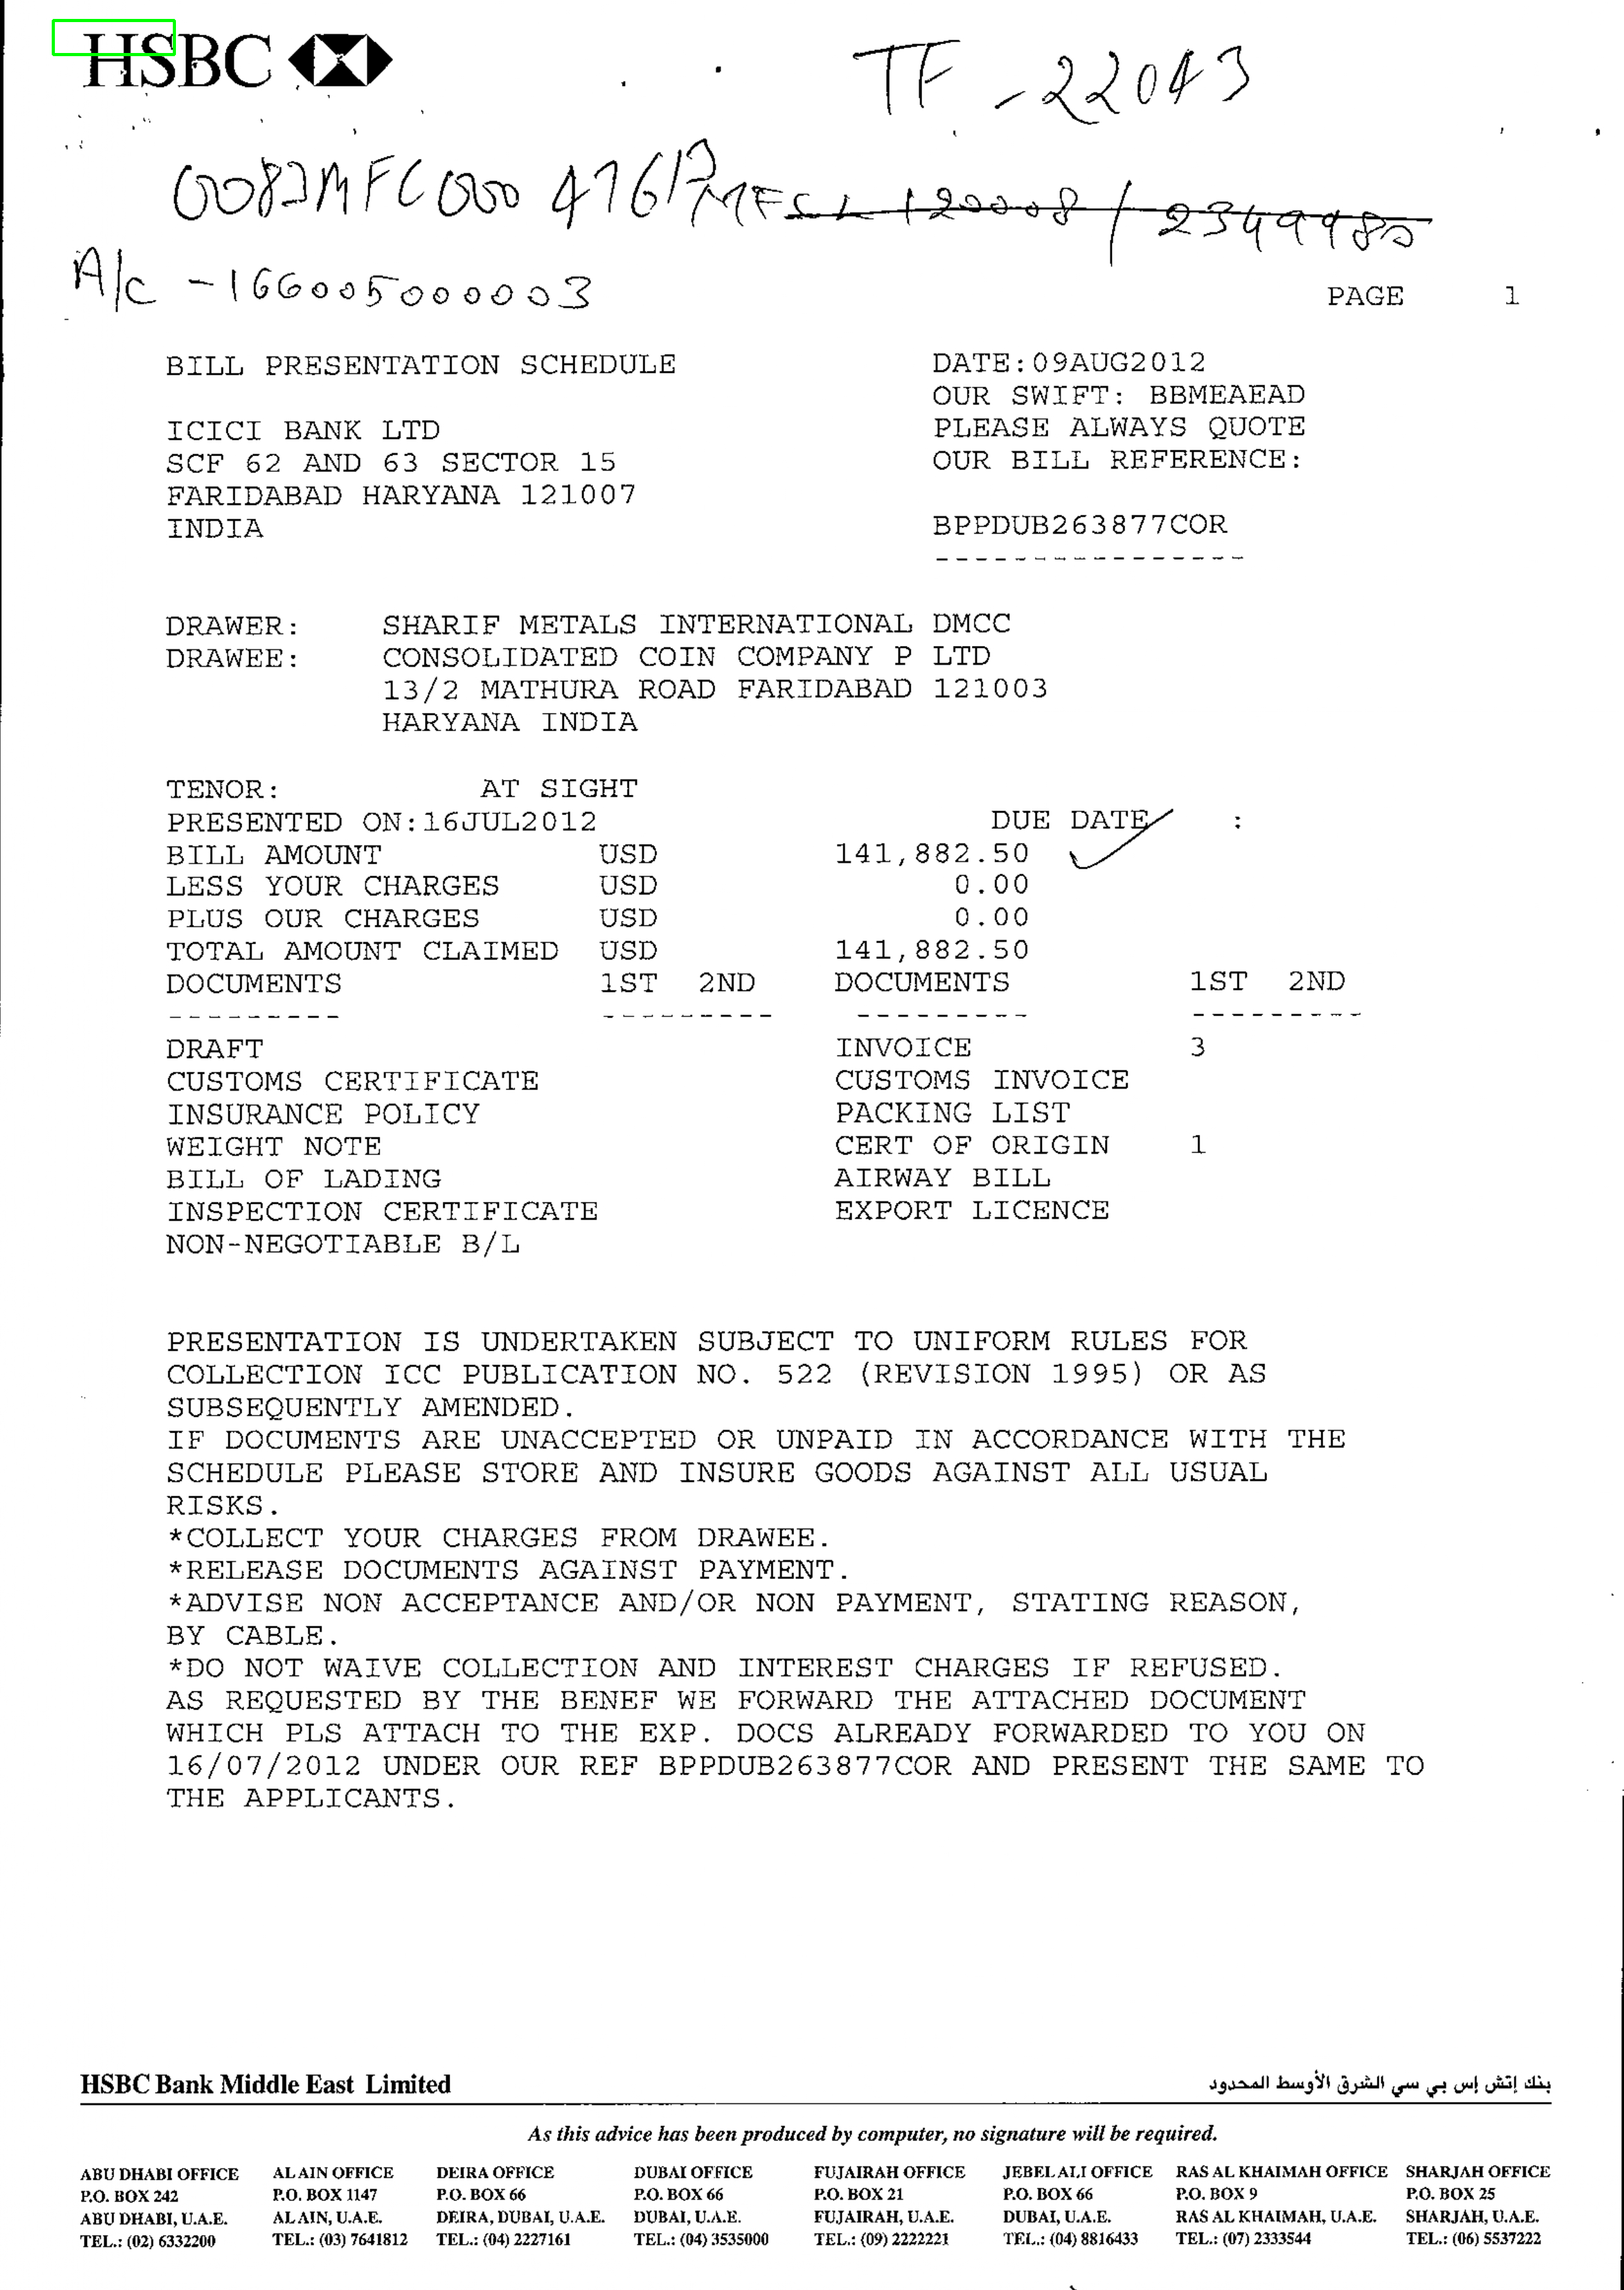 HSBC
TF - 22043
A/c - 166005000003
PAGE 1
BILL PRESENTATION SCHEDULE DATE:09AUG2012
OUR SWIFT: BBMEAEAD
ICICI BANK LTD PLEASE ALWAYS QUOTE
SCF 62 AND 63 SECTOR 15 OUR BILL REFERENCE:
FARIDABAD HARYANA 121007
INDIA BPPDUB263877COR
DRAWER: SHARIF METALS INTERNATIONAL DMCC
DRAWEE: CONSOLIDATED COIN COMPANY P LTD
13/2 MATHURA ROAD FARIDABAD 121003
HARYANA INDIA
TENOR: AT SIGHT
PRESENTED ON:16JUL2012 DUE DATE :
BILL AMOUNT USD 141,882.50
LESS YOUR CHARGES USD 0.00
PLUS OUR CHARGES USD 0.00
TOTAL AMOUNT CLAIMED USD 141,882.50
DOCUMENTS 1ST 2ND DOCUMENTS 1ST 2ND
--------- --------- --------- ---------
DRAFT INVOICE 3
CUSTOMS CERTIFICATE CUSTOMS INVOICE
INSURANCE POLICY PACKING LIST
WEIGHT NOTE CERT OF ORIGIN 1
BILL OF LADING AIRWAY BILL
INSPECTION CERTIFICATE EXPORT LICENCE
NON-NEGOTIABLE B/L
PRESENTATION IS UNDERTAKEN SUBJECT TO UNIFORM RULES FOR
COLLECTION ICC PUBLICATION NO. 522 (REVISION 1995) OR AS
SUBSEQUENTLY AMENDED.
IF DOCUMENTS ARE UNACCEPTED OR UNPAID IN ACCORDANCE WITH THE
SCHEDULE PLEASE STORE AND INSURE GOODS AGAINST ALL USUAL
RISKS.
*COLLECT YOUR CHARGES FROM DRAWEE.
*RELEASE DOCUMENTS AGAINST PAYMENT.
*ADVISE NON ACCEPTANCE AND/OR NON PAYMENT, STATING REASON,
BY CABLE.
*DO NOT WAIVE COLLECTION AND INTEREST CHARGES IF REFUSED.
AS REQUESTED BY THE BENEF WE FORWARD THE ATTACHED DOCUMENT
WHICH PLS ATTACH TO THE EXP. DOCS ALREADY FORWARDED TO YOU ON
16/07/2012 UNDER OUR REF BPPDUB263877COR AND PRESENT THE SAME TO
THE APPLICANTS.
HSBC Bank Middle East Limited بنك إتش إس بي سي الشرق الأوسط المحدود
As this advice has been produced by computer, no signature will be required.
ABU DHABI OFFICE AL AIN OFFICE DEIRA OFFICE DUBAI OFFICE FUJAIRAH OFFICE JEBEL ALI OFFICE RAS AL KHAIMAH OFFICE SHARJAH OFFICE
P.O. BOX 242 P.O. BOX 1147 P.O. BOX 66 P.O. BOX 66 P.O. BOX 21 P.O. BOX 66 P.O. BOX 9 P.O. BOX 25
ABU DHABI, U.A.E. AL AIN, U.A.E. DEIRA, DUBAI, U.A.E. DUBAI, U.A.E. FUJAIRAH, U.A.E. DUBAI, U.A.E. RAS AL KHAIMAH, U.A.E. SHARJAH, U.A.E.
TEL.: (02) 6332200 TEL.: (03) 7641812 TEL.: (04) 2227161 TEL.: (04) 3535000 TEL.: (09) 2222221 TEL.: (04) 8816433 TEL.: (07) 2333544 TEL.: (06) 5537222